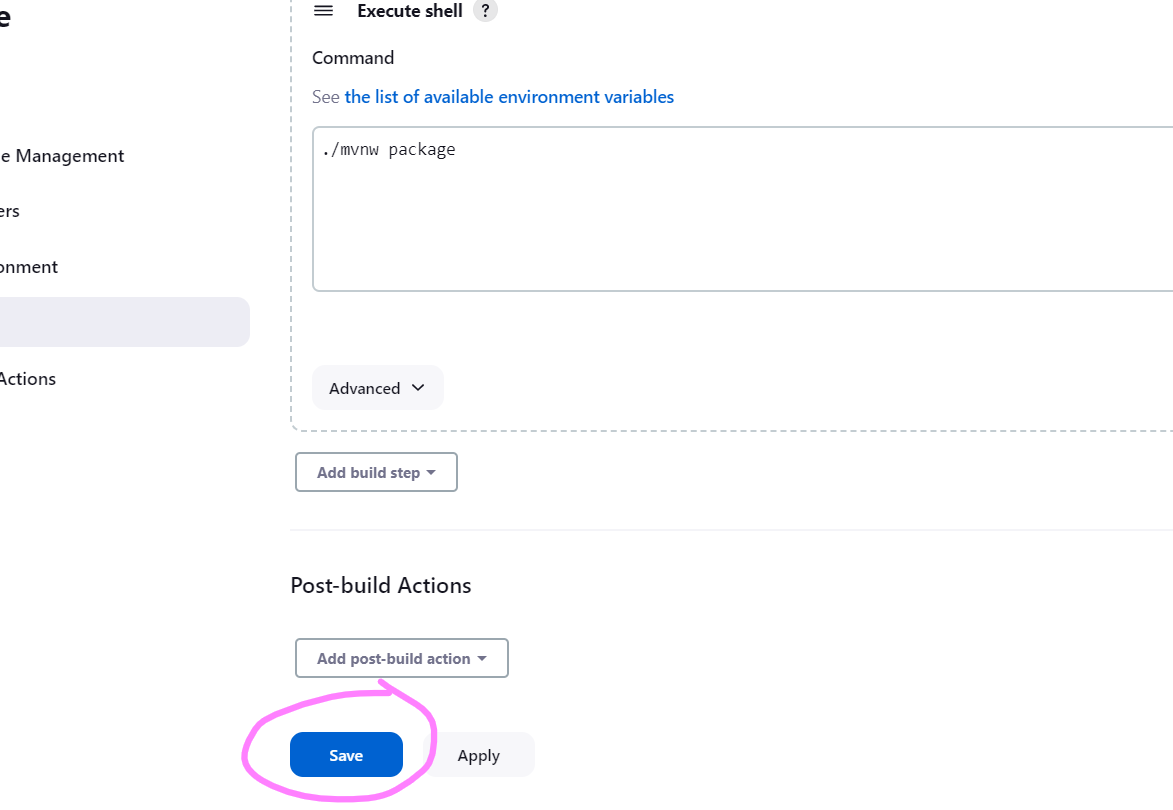 e
Execute shell ?
Command
See the list of available environment variables
./mvnw package
e Management
ers
onment
Actions
Advanced
Add build step
Post-build Actions
Add post-build action
Save
Apply